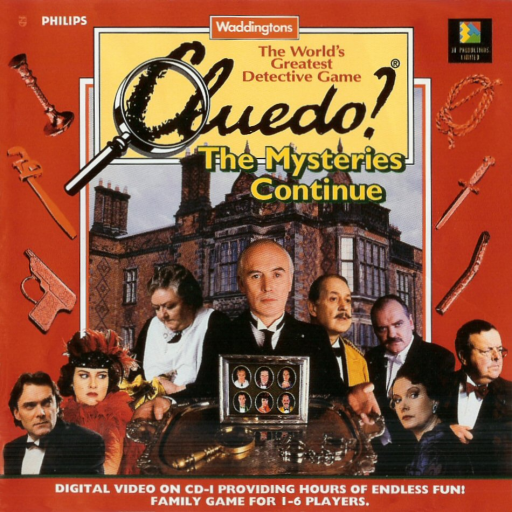 PHILIPS
Waddingtons
The World's
Greatest
Detective Game
Cluedo?®
The Mysteries
Continue
DIGITAL VIDEO ON CD-I PROVIDING HOURS OF ENDLESS FUN!
FAMILY GAME FOR 1-6 PLAYERS.